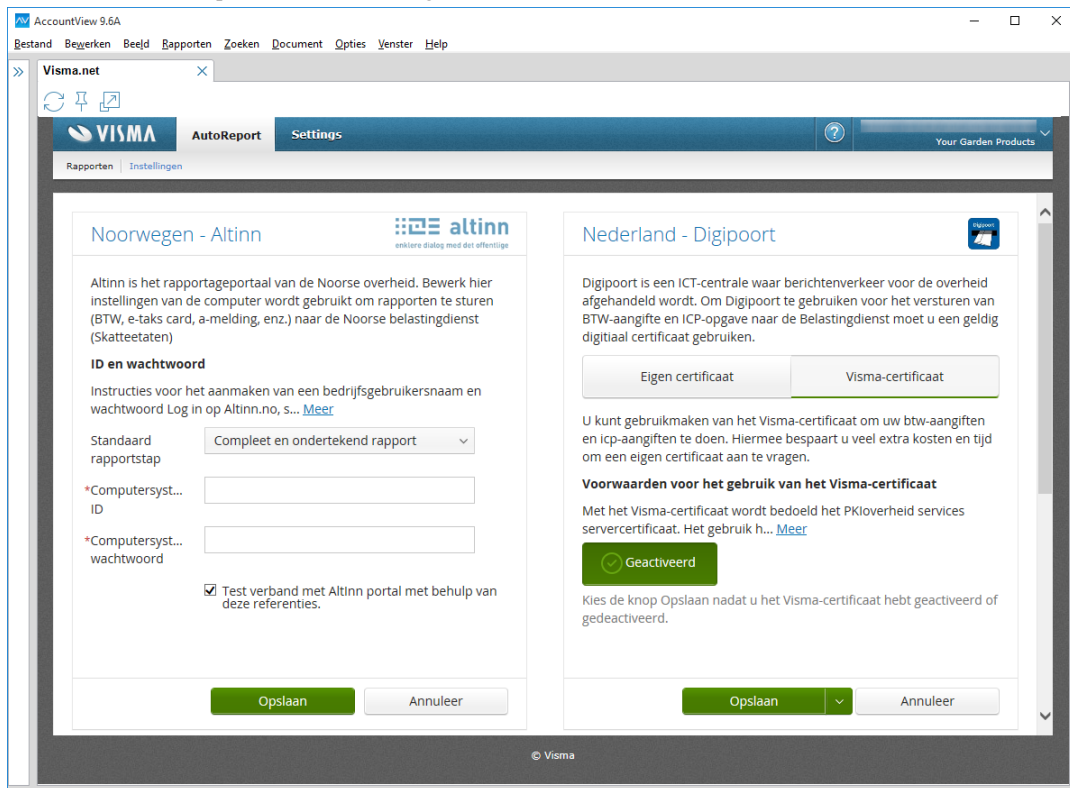 AccountView 9.6A
Bestand Bewerken Beeld Rapporten Zoeken Document Opties Venster Help
Visma.net
VISMA AutoReport Settings
Your Garden Products
Rapporten Instellingen
Noorwegen - Altinn
altinn
enklere dialog med det offentlige
Altinn is het rapportageportaal van de Noorse overheid. Bewerk hier
instellingen van de computer wordt gebruikt om rapporten te sturen
(BTW, e-taks card, a-melding, enz.) naar de Noorse belastingdienst
(Skatteetaten)
ID en wachtwoord
Instructies voor het aanmaken van een bedrijfsgebruikersnaam en
wachtwoord Log in op Altinn.no, s... Meer
Standaard
rapportstap
Compleet en ondertekend rapport
*Computersyst...
ID
*Computersyst...
wachtwoord
Test verband met AltInn portal met behulp van
deze referenties.
Opslaan Annuleer
Nederland - Digipoort
Digipoort
Digipoort is een ICT-centrale waar berichtenverkeer voor de overheid
afgehandeld wordt. Om Digipoort te gebruiken voor het versturen van
BTW-aangifte en ICP-opgave naar de Belastingdienst moet u een geldig
digitiaal certificaat gebruiken.
Eigen certificaat Visma-certificaat
U kunt gebruikmaken van het Visma-certificaat om uw btw-aangiften
en icp-aangiften te doen. Hiermee bespaart u veel extra kosten en tijd
om een eigen certificaat aan te vragen.
Voorwaarden voor het gebruik van het Visma-certificaat
Met het Visma-certificaat wordt bedoeld het PKIoverheid services
servercertificaat. Het gebruik h... Meer
Geactiveerd
Kies de knop Opslaan nadat u het Visma-certificaat hebt geactiveerd of
gedeactiveerd.
Opslaan Annuleer
© Visma